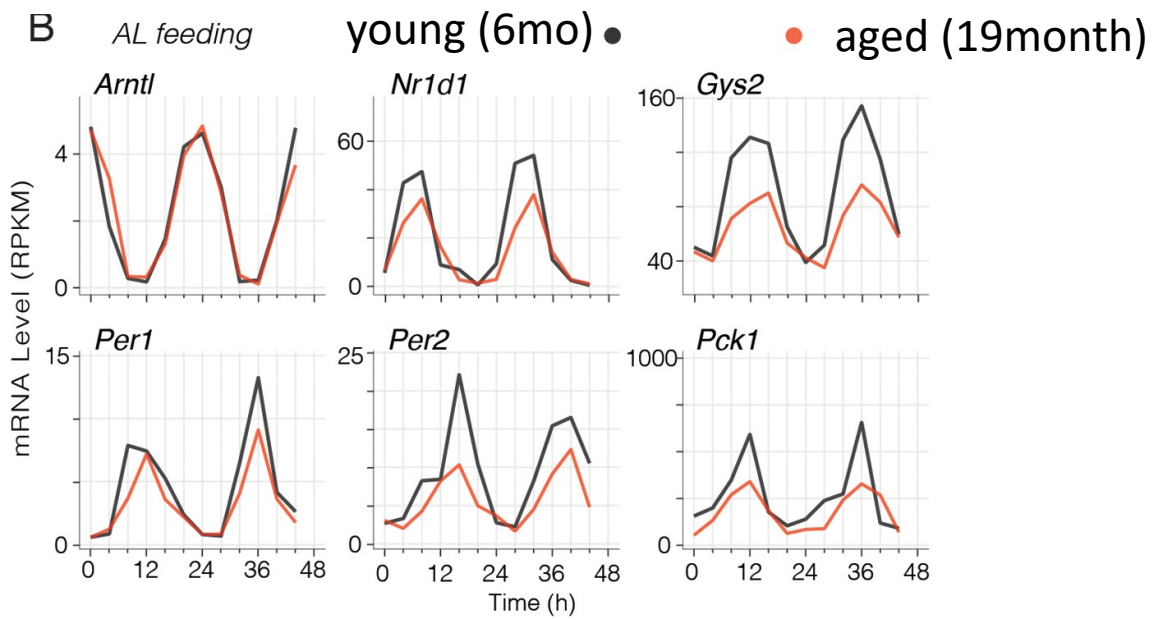 B AL feeding young (6mo) aged (19month)
Arntl Nr1d1 Gys2
4
0
60
0
160
40
Per1 Per2 Pck1
15
0
25
0
1000
0
mRNA Level (RPKM)
0 12 24 36 48 0 12 24 36 48 0 12 24 36 48
Time (h)